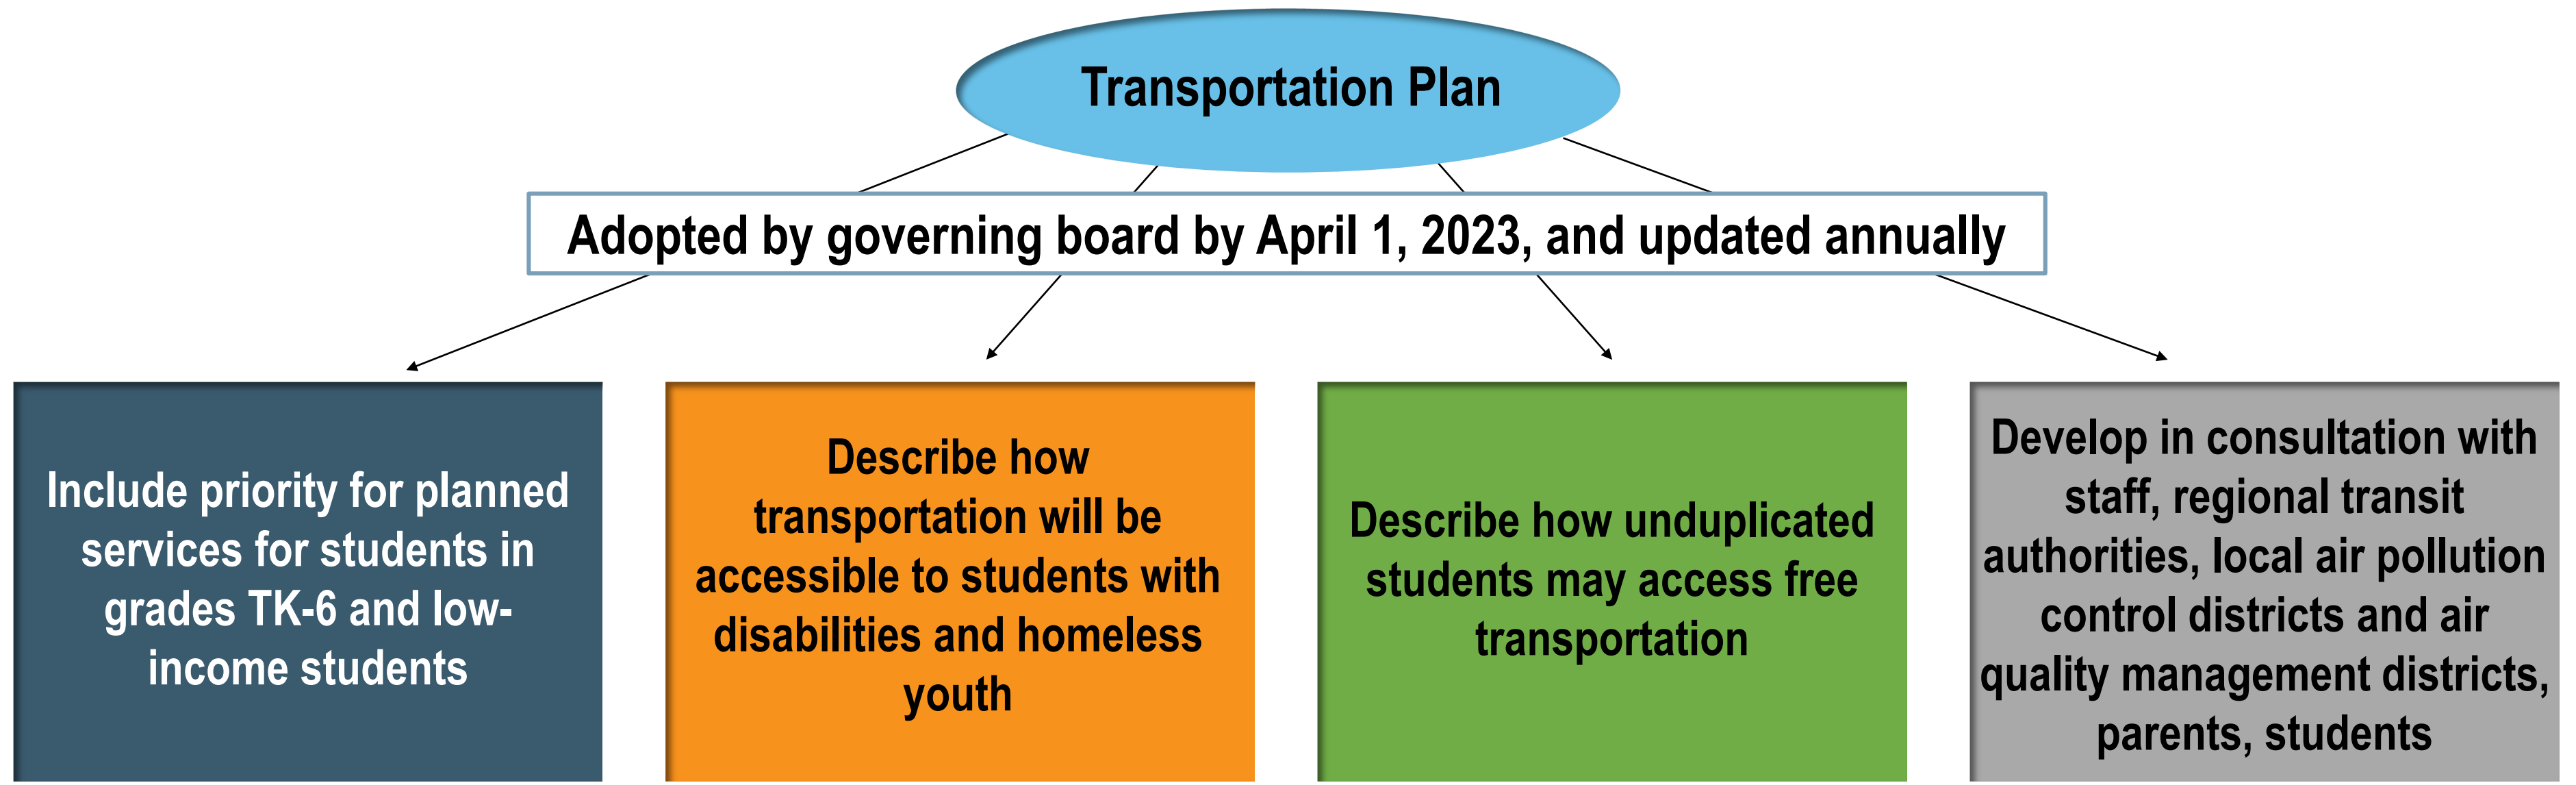 Transportation Plan
Adopted by governing board by April 1, 2023, and updated annually
Include priority for planned
services for students in
grades TK-6 and low-
income students
Describe how
transportation will be
accessible to students with
disabilities and homeless
youth
Describe how unduplicated
students may access free
transportation
Develop in consultation with
staff, regional transit
authorities, local air pollution
control districts and air
quality management districts,
parents, students